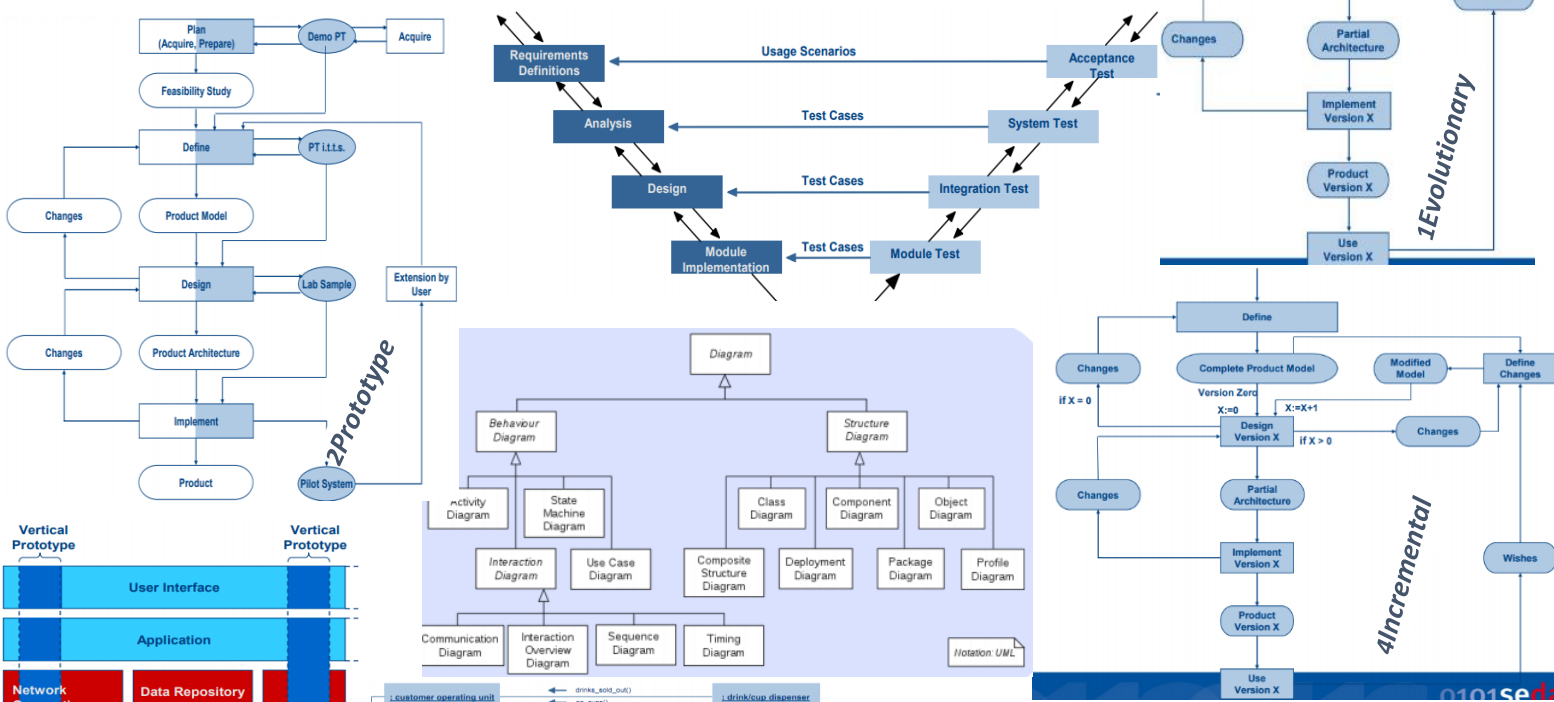 Plan
(Acquire, Prepare)
Demo PT
Acquire
Feasibility Study
Define
PT i.t.t.s.
Changes
Product Model
Design
Lab Sample
Extension by
User
Changes
Product Architecture
Implement
Product
Pilot System
2Prototype
Requirements
Definitions
Usage Scenarios
Acceptance
Test
Analysis
Test Cases
System Test
Design
Test Cases
Integration Test
Module
Implementation
Test Cases
Module Test
Changes
Partial
Architecture
Implement
Version X
Product
Version X
Use
Version X
1Evolutionary
Diagram
Behaviour
Diagram
Structure
Diagram
Activity
Diagram
State
Machine
Diagram
Class
Diagram
Component
Diagram
Object
Diagram
Interaction
Diagram
Use Case
Diagram
Composite
Structure
Diagram
Deployment
Diagram
Package
Diagram
Profile
Diagram
Communication
Diagram
Interaction
Overview
Diagram
Sequence
Diagram
Timing
Diagram
Notation: UML
Define
Changes
Complete Product Model
Modified
Model
Define
Changes
if X = 0
Version Zero
X:=0
X:=X+1
Design
Version X
if X > 0
Changes
Changes
Partial
Architecture
Implement
Version X
Wishes
Product
Version X
Use
Version X
4Incremental
0101seda
Vertical
Prototype
Vertical
Prototype
User Interface
Application
Network
Data Repository
: customer operating unit
drinks_sold_out()
: drink/cup dispenser